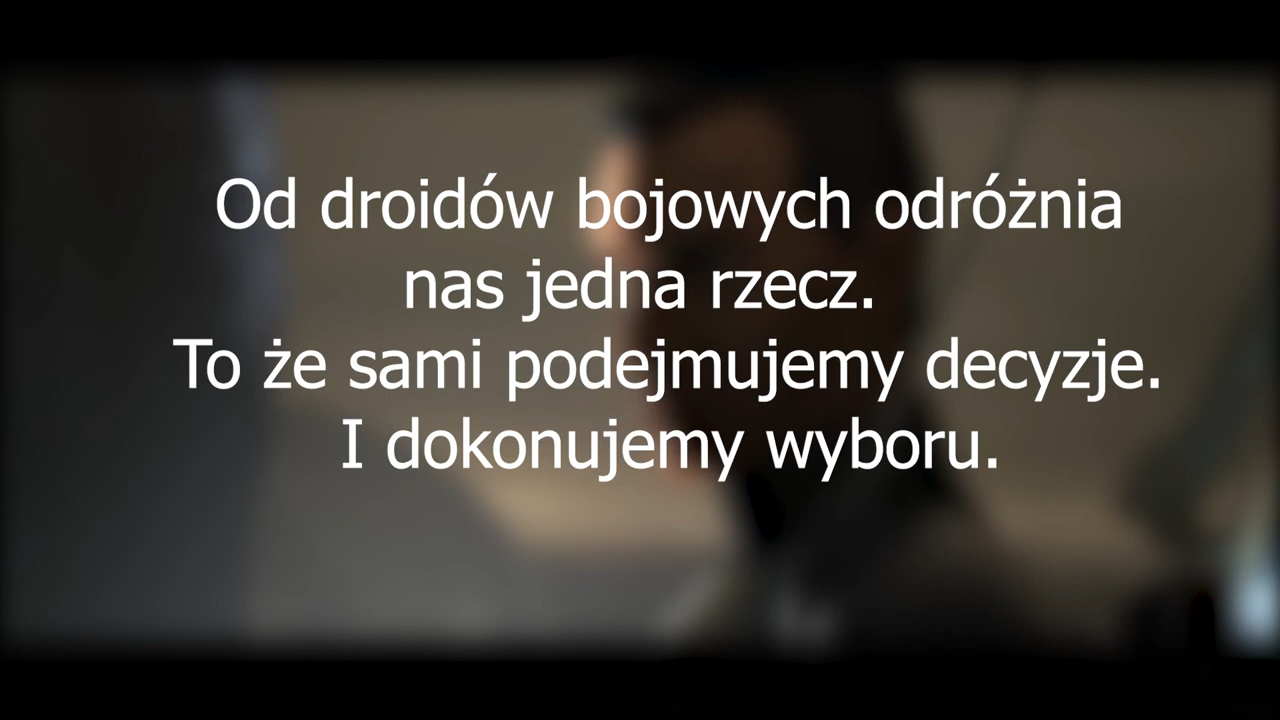 Od droidów bojowych odróżnia
nas jedna rzecz.
To że sami podejmujemy decyzje.
I dokonujemy wyboru.